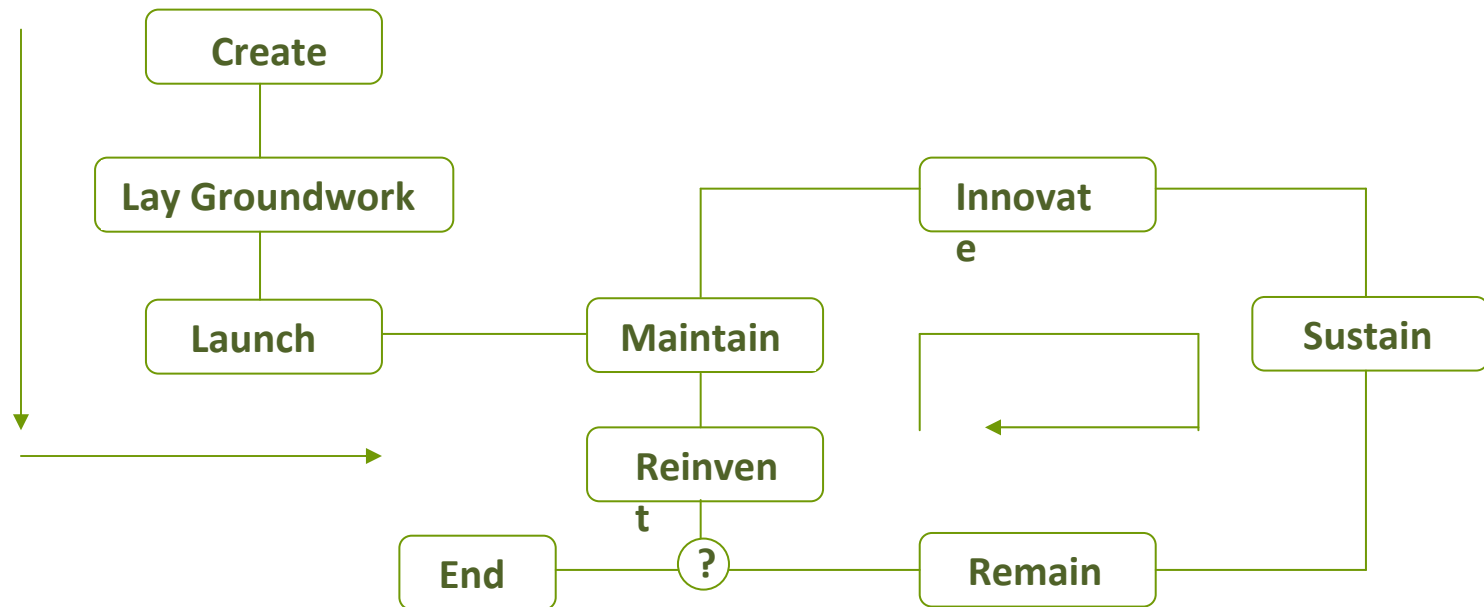 Create
Lay Groundwork
Innovat
e
Launch
Maintain
Sustain
Reinven
t
End
?
Remain